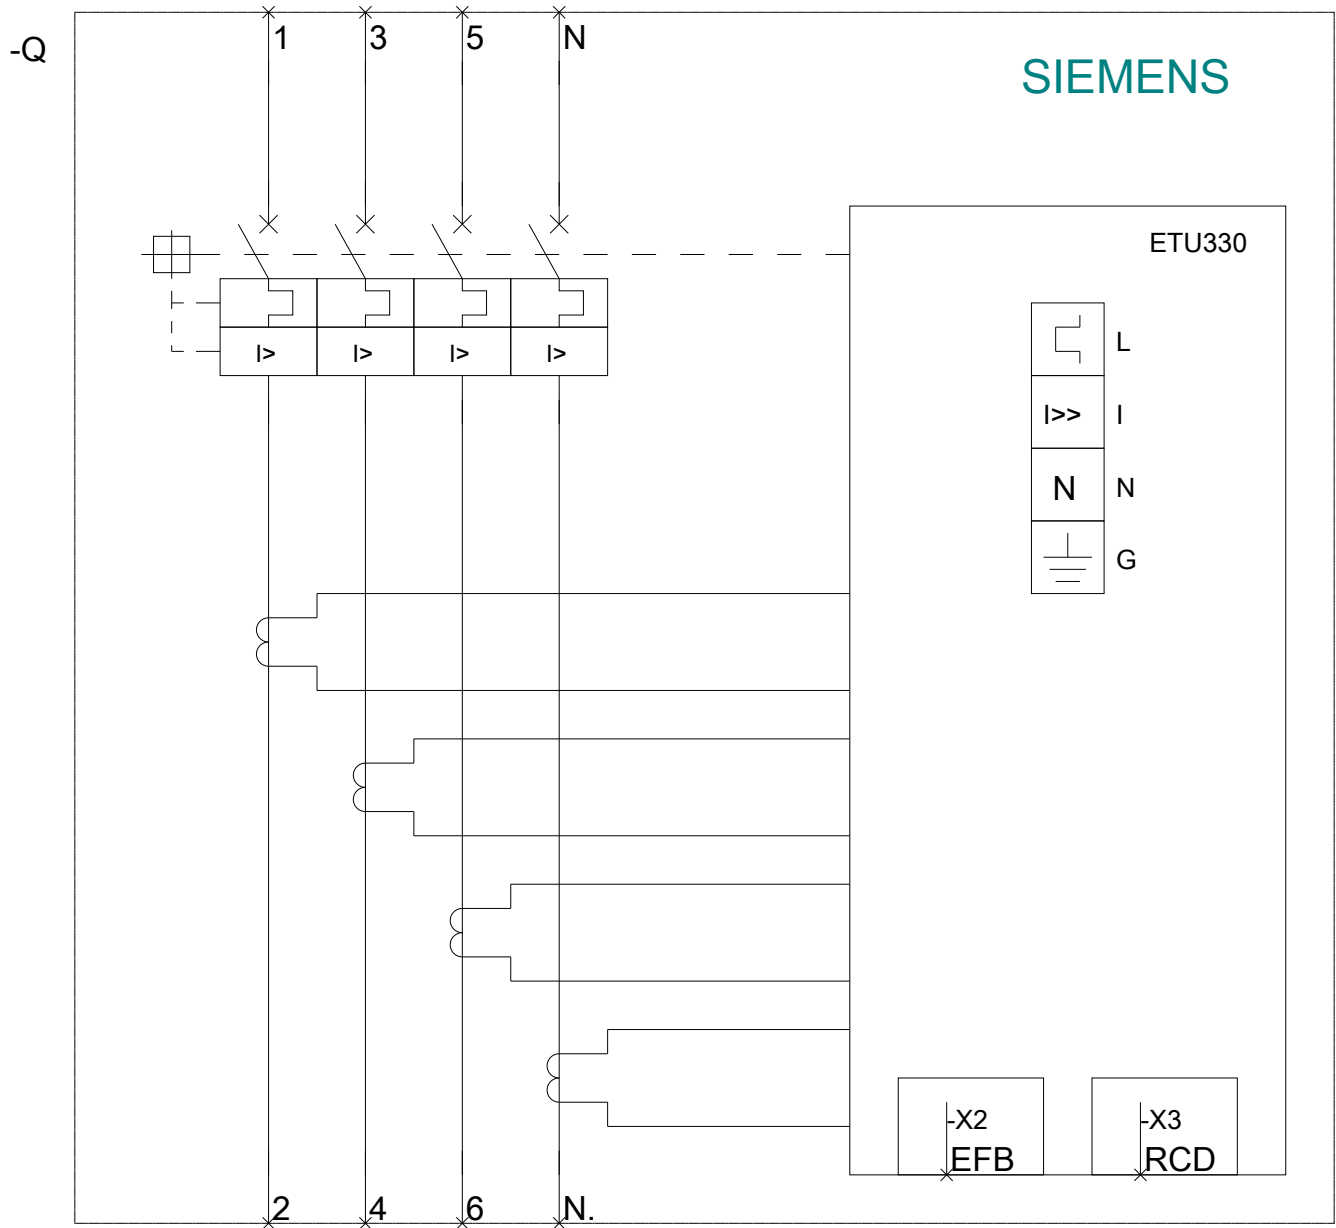 1 3 5 N
-Q
SIEMENS
ETU330
L
I> I> I> I>
I>> I
N N
G
-X2 -X3
EFB RCD
2 4 6 N.